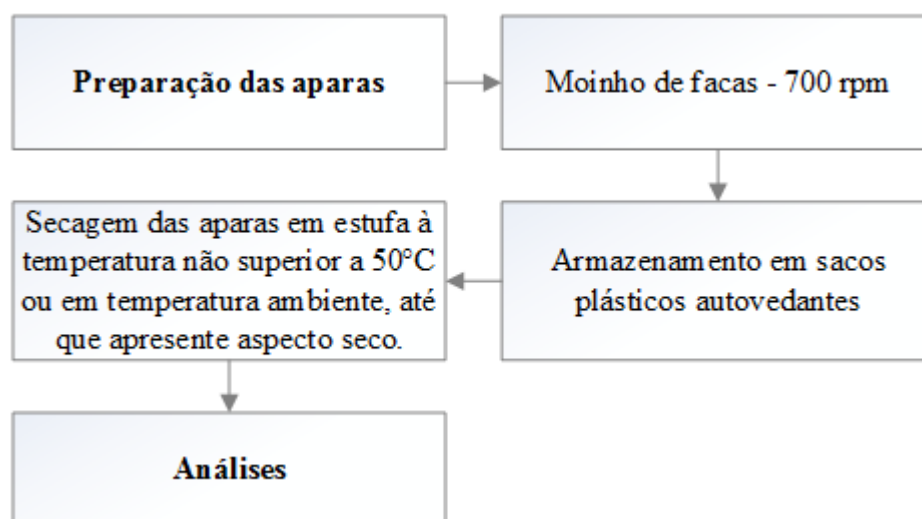 Preparação das aparas
Moinho de facas - 700 rpm
Armazenamento em sacos
plásticos autovedantes
Secagem das aparas em estufa à
temperatura não superior a 50°C
ou em temperatura ambiente, até
que apresente aspecto seco.
Análises